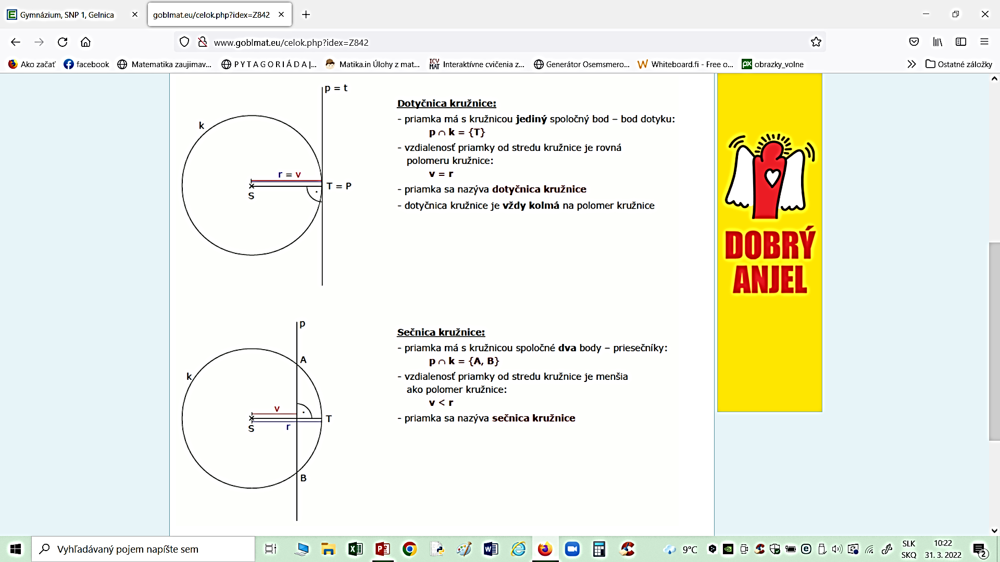 Gymnázium, SNP 1, Gelnica
goblmat.eu/celok.php?idex=Z842
www.goblmat.eu/celok.php?idex=Z842
Ako začať
facebook
Matematika zaujimav...
P Y T A G O R I Á D A |...
Matika.in Úlohy z mat...
ICY MAT
Interaktívne cvičenia z...
Generátor Osemsmero...
Whiteboard.fi - Free o...
px
obrazky_volne
Ostatné záložky
p = t
k
r = v
S
T = P
Dotyčnica kružnice:
- priamka má s kružnicou jediný spoločný bod – bod dotyku:
p ∩ k = {T}
- vzdialenosť priamky od stredu kružnice je rovná
polomeru kružnice:
v = r
- priamka sa nazýva dotyčnica kružnice
- dotyčnica kružnice je vždy kolmá na polomer kružnice
DOBRÝ
ANJEL
p
A
k
v
S
r
T
B
Sečnica kružnice:
- priamka má s kružnicou spoločné dva body – priesečníky:
p ∩ k = {A, B}
- vzdialenosť priamky od stredu kružnice je menšia
ako polomer kružnice:
v < r
- priamka sa nazýva sečnica kružnice
Vyhľadávaný pojem napíšte sem
9°C
SLK
SKQ
10:22
31. 3. 2022
2